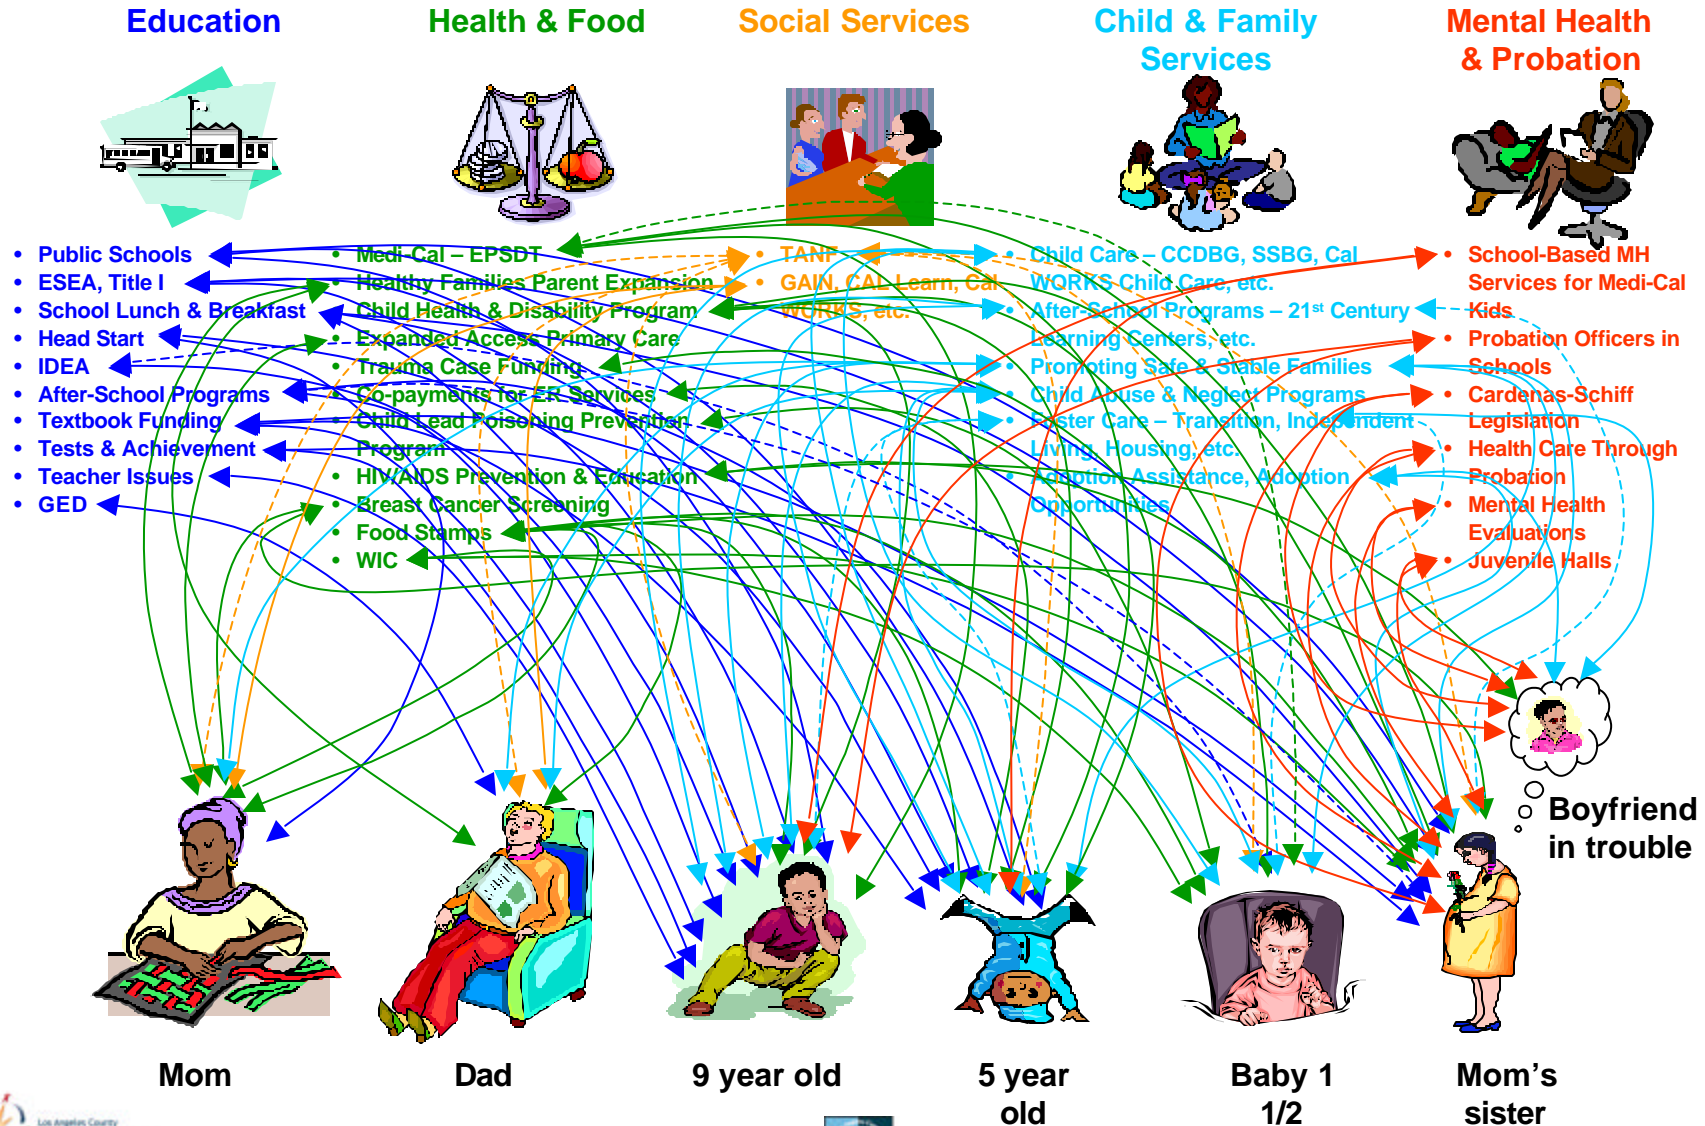 Education
Health & Food
Social Services
Child & Family
Services
Mental Health
& Probation
• Public Schools
• ESEA, Title I
• School Lunch & Breakfast
• Head Start
• IDEA
• After-School Programs
• Textbook Funding
• Tests & Achievement
• Teacher Issues
• GED
• Medi-Cal – EPSDT
• Healthy Families Parent Expansion
• Child Health & Disability Program
• Expanded Access Primary Care
• Trauma Case Funding
• Co-payments for ER Services
• Child Lead Poisoning Prevention
Program
• HIV/AIDS Prevention & Education
• Breast Cancer Screening
• Food Stamps
• WIC
• TANF
• GAIN, CAL Learn, Cal
WORKS, etc.
• Child Care – CCDBG, SSBG, Cal
WORKS Child Care, etc.
• After-School Programs – 21st Century
Learning Centers, etc.
• Promoting Safe & Stable Families
• Child Abuse & Neglect Programs
• Foster Care – Transition, Independent
Living, Housing, etc.
• Adoption Assistance, Adoption
Opportunities
• School-Based MH
Services for Medi-Cal
Kids
• Probation Officers in
Schools
• Cardenas-Schiff
Legislation
• Health Care Through
Probation
• Mental Health
Evaluations
• Juvenile Halls
Boyfriend
in trouble
Mom
Dad
9 year old
5 year
old
Baby 1
1/2
Mom’s
sister
Los Angeles County